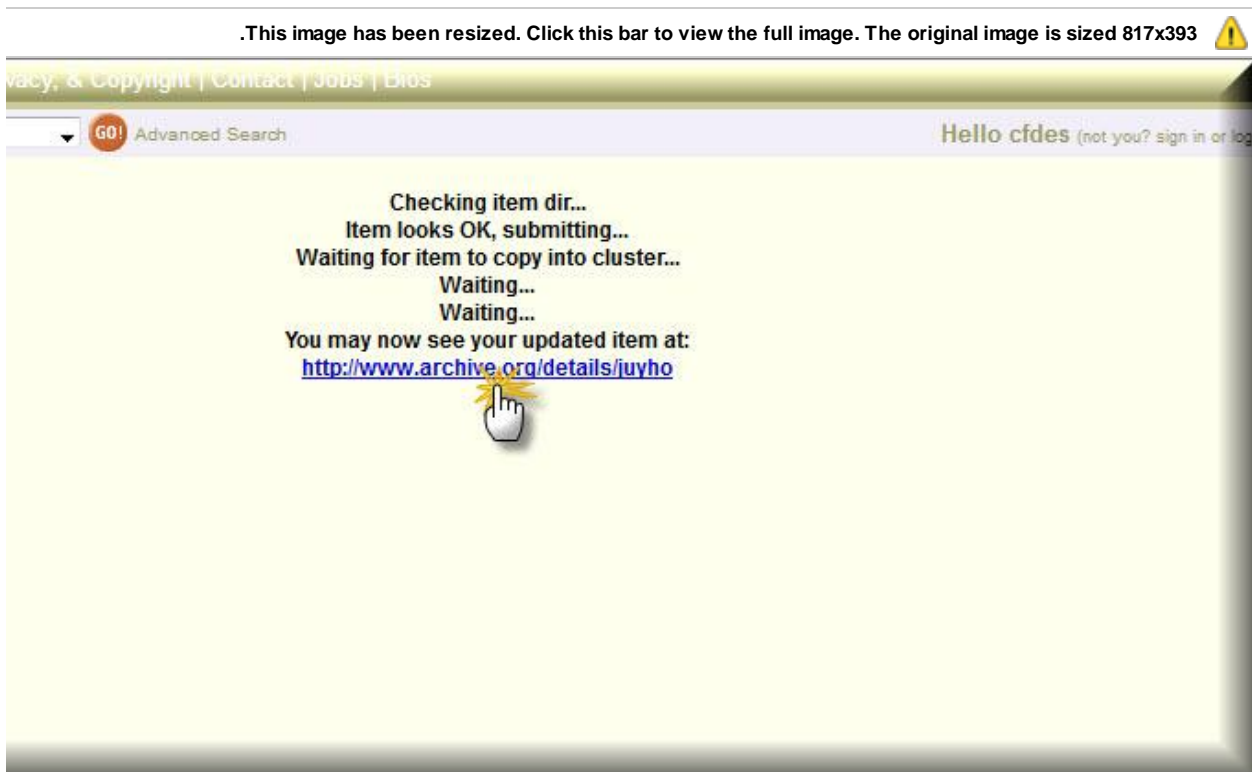 .This image has been resized. Click this bar to view the full image. The original image is sized 817x393
vacy, & Copyright | Contact | Jobs | Bios
GO! Advanced Search
Hello cfdes (not you? sign in or log
Checking item dir...
Item looks OK, submitting...
Waiting for item to copy into cluster...
Waiting...
Waiting...
You may now see your updated item at:
http://www.archive.org/details/juyho